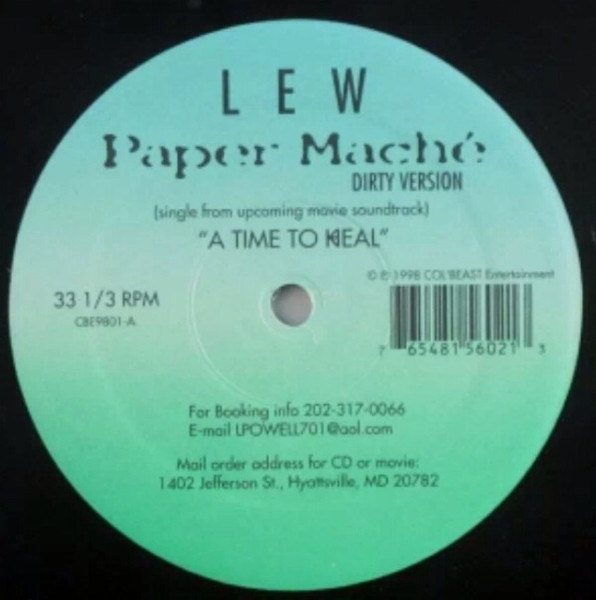 LEW
Paper Maché
DIRTY VERSION
(single from upcoming movie soundtrack)
"A TIME TO HEAL"
© ℗ 1998 COL'BEAST Entertainment
33 1/3 RPM
CBE9801-A
7 65481 56021 3
For Booking info 202-317-0066
E-mail LPOWELL701@aol.com
Mail order address for CD or movie:
1402 Jefferson St., Hyattsville, MD 20782